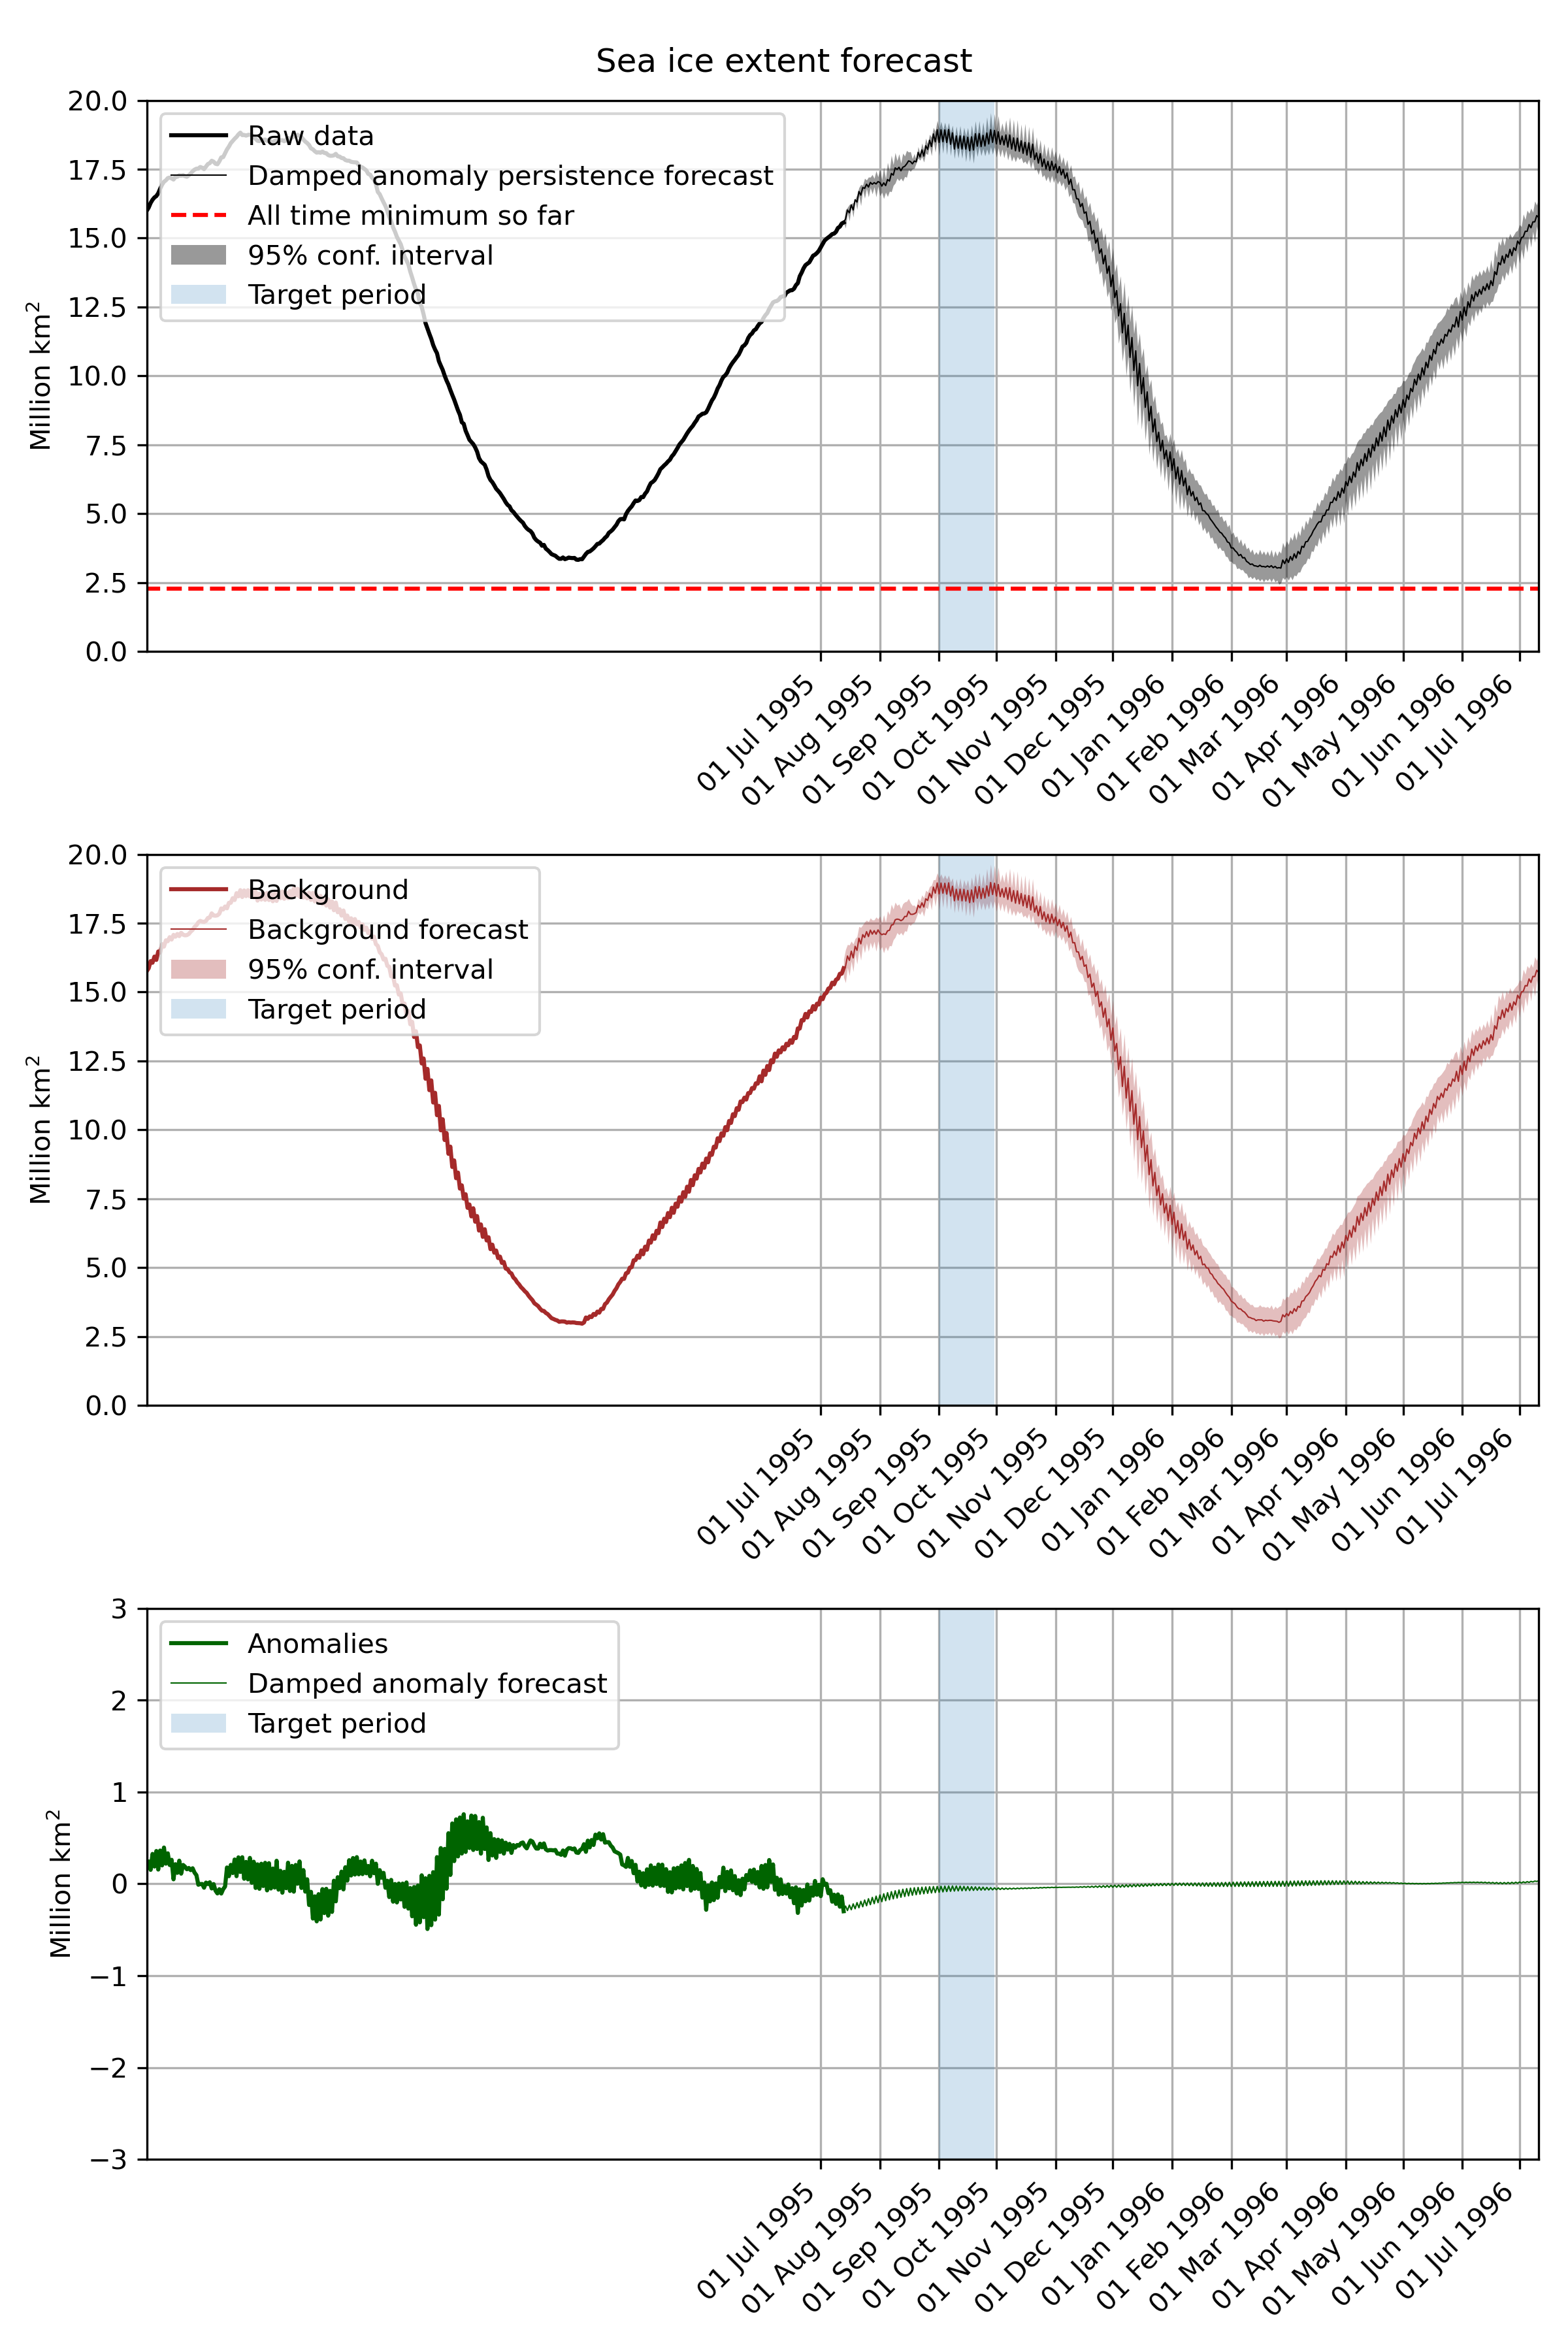 Sea ice extent forecast
20.0
17.5
15.0
12.5
10.0
7.5
5.0
2.5
0.0
Million km²
Raw data
Damped anomaly persistence forecast
All time minimum so far
95% conf. interval
Target period
01 Jul 1995
01 Aug 1995
01 Sep 1995
01 Oct 1995
01 Nov 1995
01 Dec 1995
01 Jan 1996
01 Feb 1996
01 Mar 1996
01 Apr 1996
01 May 1996
01 Jun 1996
01 Jul 1996
20.0
17.5
15.0
12.5
10.0
7.5
5.0
2.5
0.0
Million km²
Background
Background forecast
95% conf. interval
Target period
01 Jul 1995
01 Aug 1995
01 Sep 1995
01 Oct 1995
01 Nov 1995
01 Dec 1995
01 Jan 1996
01 Feb 1996
01 Mar 1996
01 Apr 1996
01 May 1996
01 Jun 1996
01 Jul 1996
3
2
1
0
−1
−2
−3
Million km²
Anomalies
Damped anomaly forecast
Target period
01 Jul 1995
01 Aug 1995
01 Sep 1995
01 Oct 1995
01 Nov 1995
01 Dec 1995
01 Jan 1996
01 Feb 1996
01 Mar 1996
01 Apr 1996
01 May 1996
01 Jun 1996
01 Jul 1996